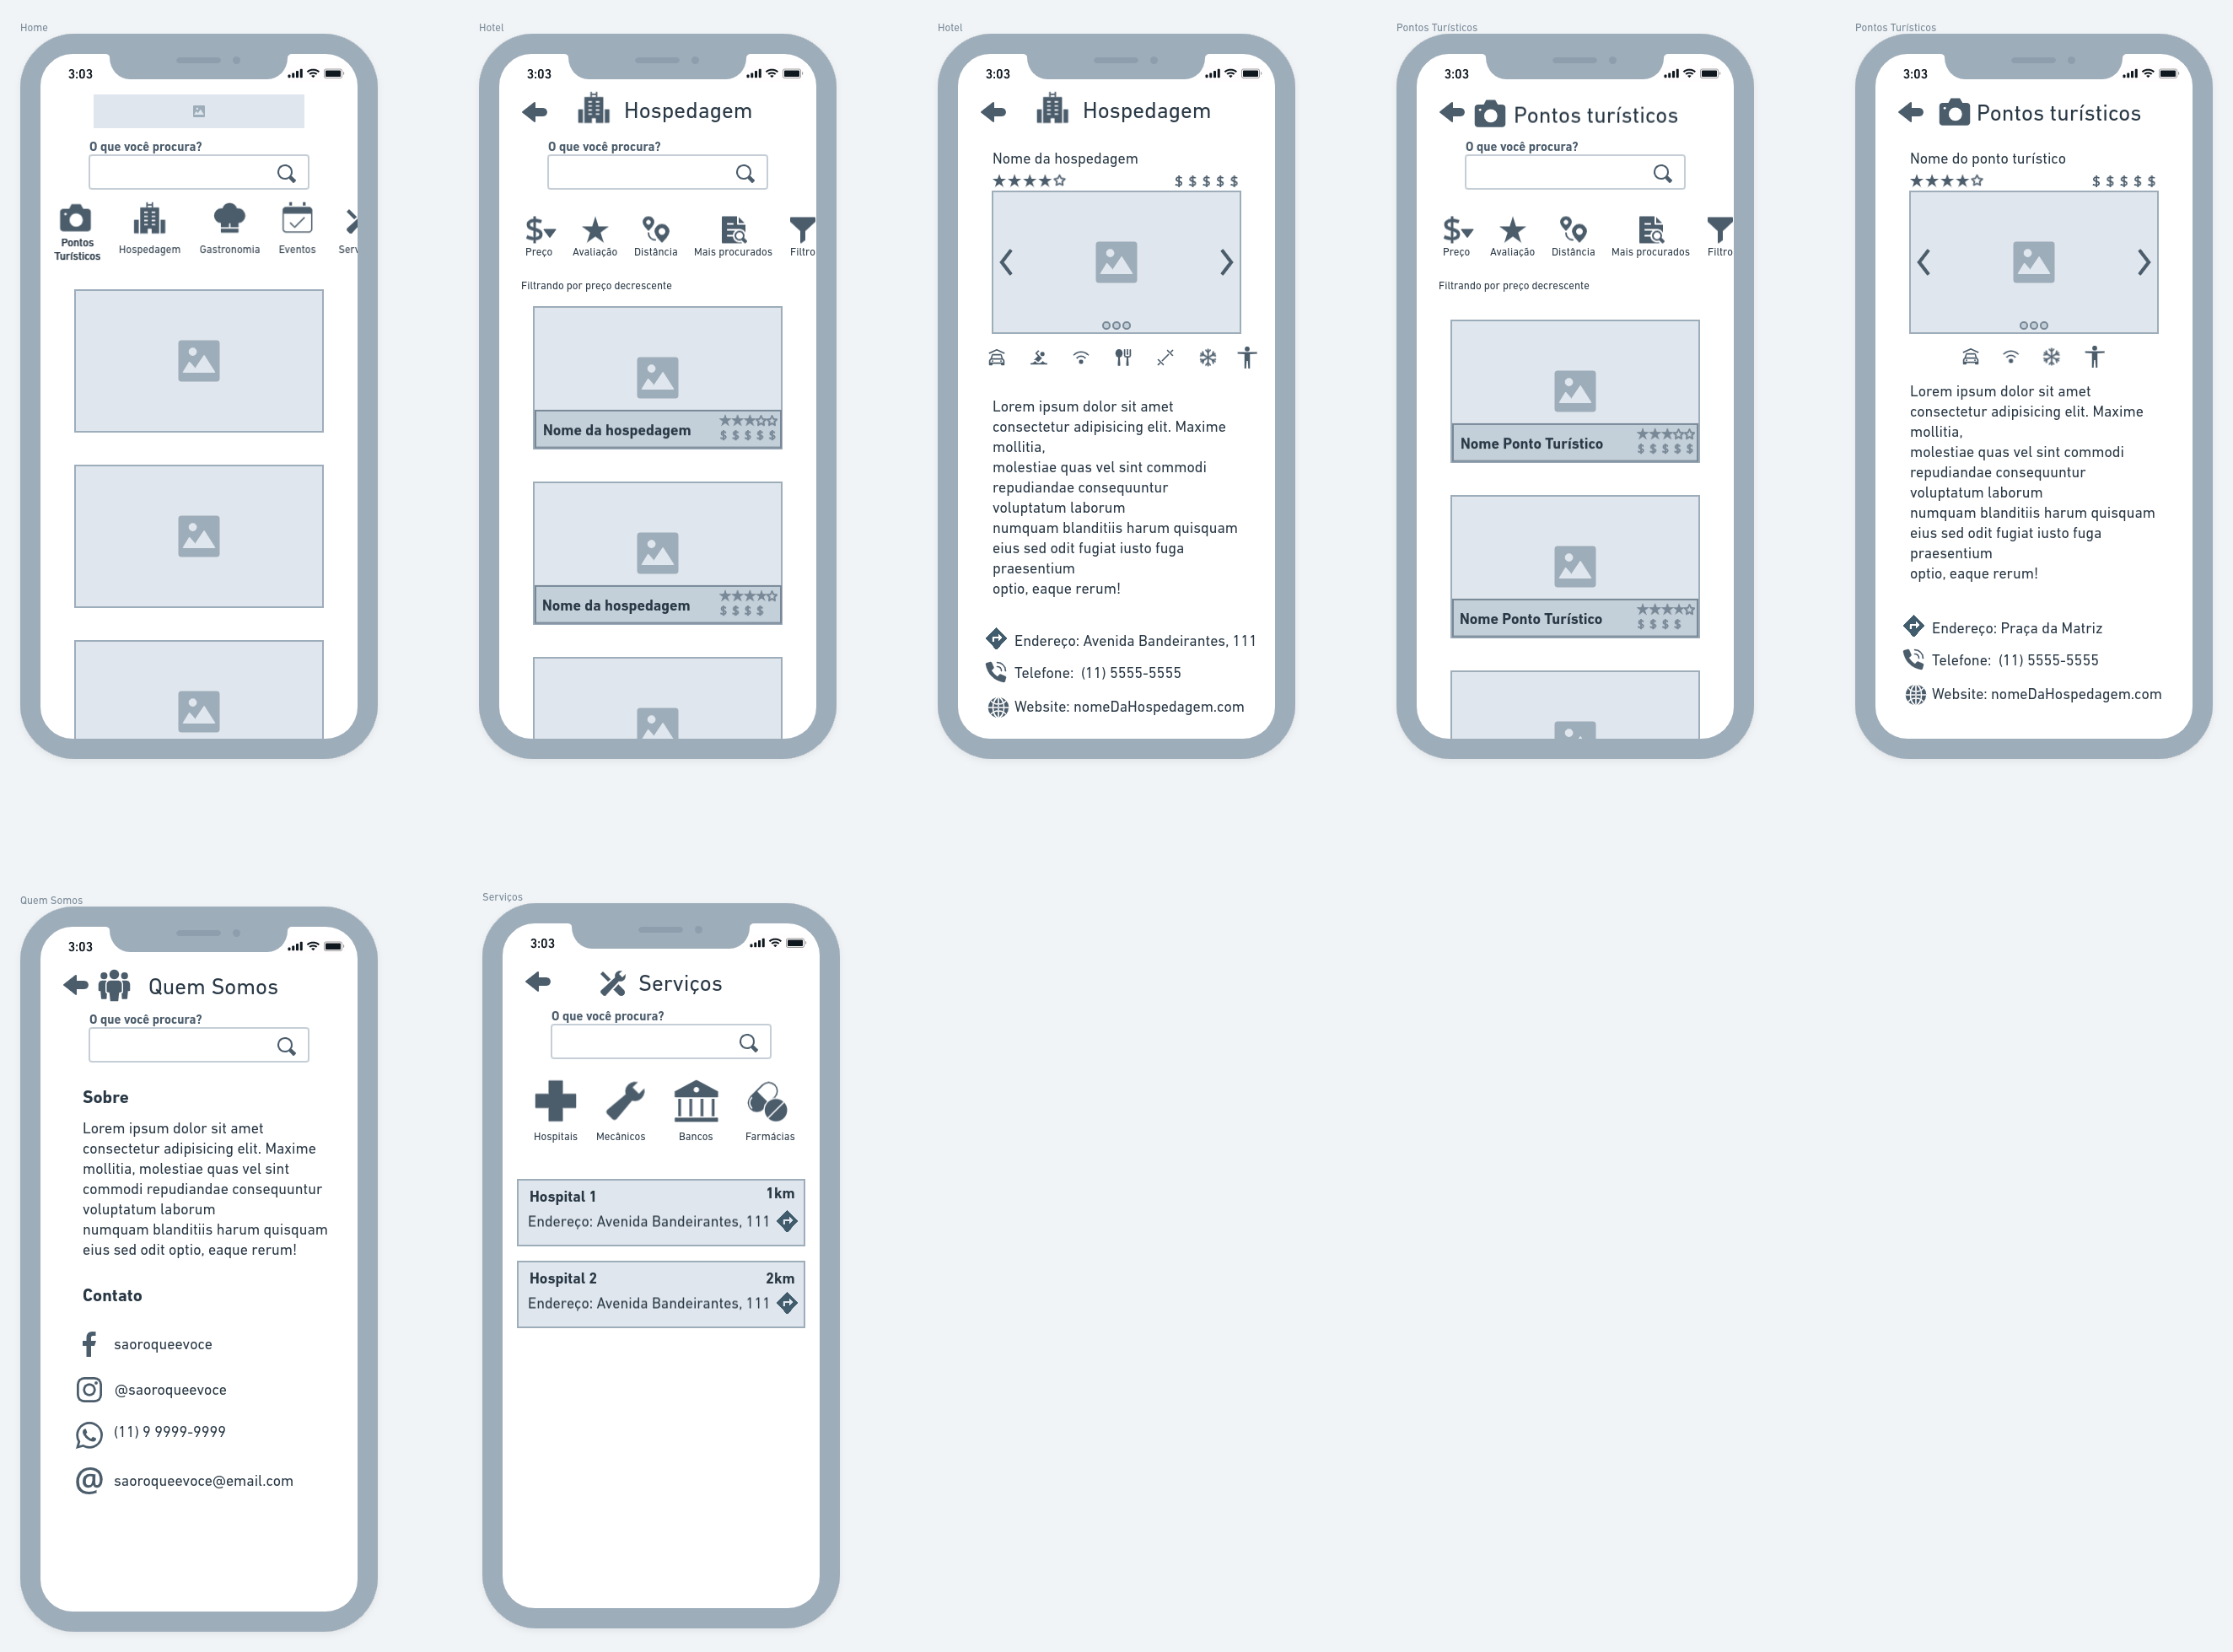 Home
3:03
O que você procura?
Pontos
Turísticos
Hospedagem
Gastronomia
Eventos
Serv
Hotel
3:03
Hospedagem
O que você procura?
Preço
Avaliação
Distância
Mais procurados
Filtro
Filtrando por preço decrescente
Nome da hospedagem
$ $ $ $ $
Nome da hospedagem
$ $ $ $
Hotel
3:03
Hospedagem
Nome da hospedagem
$ $ $ $ $
Lorem ipsum dolor sit amet
consectetur adipisicing elit. Maxime
mollitia,
molestiae quas vel sint commodi
repudiandae consequuntur
voluptatum laborum
numquam blanditiis harum quisquam
eius sed odit fugiat iusto fuga
praesentium
optio, eaque rerum!
Endereço: Avenida Bandeirantes, 111
Telefone: (11) 5555-5555
Website: nomeDaHospedagem.com
Pontos Turísticos
3:03
Pontos turísticos
O que você procura?
Preço
Avaliação
Distância
Mais procurados
Filtro
Filtrando por preço decrescente
Nome Ponto Turístico
$ $ $ $ $
Nome Ponto Turístico
$ $ $ $
Pontos Turísticos
3:03
Pontos turísticos
Nome do ponto turístico
$ $ $ $ $
Lorem ipsum dolor sit amet
consectetur adipisicing elit. Maxime
mollitia,
molestiae quas vel sint commodi
repudiandae consequuntur
voluptatum laborum
numquam blanditiis harum quisquam
eius sed odit fugiat iusto fuga
praesentium
optio, eaque rerum!
Endereço: Praça da Matriz
Telefone: (11) 5555-5555
Website: nomeDaHospedagem.com
Quem Somos
3:03
Quem Somos
O que você procura?
Sobre
Lorem ipsum dolor sit amet
consectetur adipisicing elit. Maxime
mollitia, molestiae quas vel sint
commodi repudiandae consequuntur
voluptatum laborum
numquam blanditiis harum quisquam
eius sed odit optio, eaque rerum!
Contato
saoroqueevoce
@saoroqueevoce
(11) 9 9999-9999
saoroqueevoce@email.com
Serviços
3:03
Serviços
O que você procura?
Hospitais
Mecânicos
Bancos
Farmácias
Hospital 1
1km
Endereço: Avenida Bandeirantes, 111
Hospital 2
2km
Endereço: Avenida Bandeirantes, 111